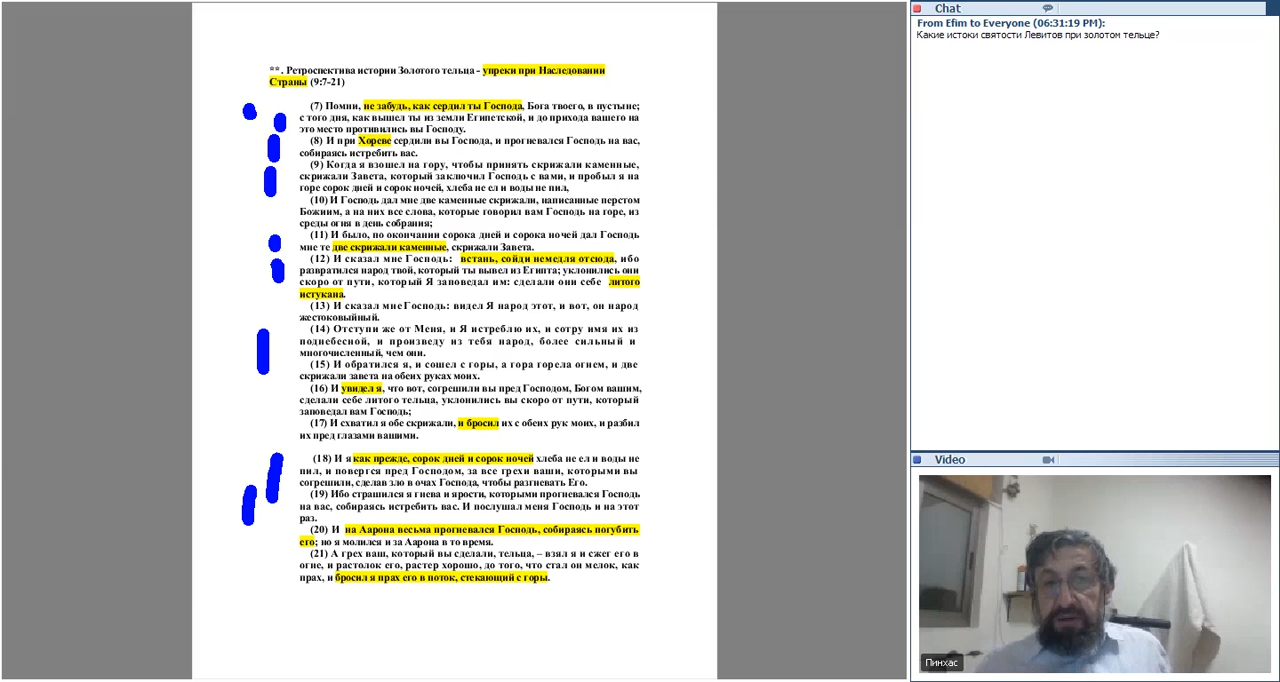 **. Ретроспектива истории Золотого тельца - упреки при Наследовании
Страны (9:7-21)
(7) Помни, не забудь, как сердил ты Господа, Бога твоего, в пустыне;
с того дня, как вышел ты из земли Египетской, и до прихода вашего на
это место противились вы Господу.
(8) И при Хореве сердили вы Господа, и прогневался Господь на вас,
собираясь истребить вас.
(9) Когда я взошел на гору, чтобы принять скрижали каменные,
скрижали Завета, который заключил Господь с вами, и пробыл я на
горе сорок дней и сорок ночей, хлеба не ел и воды не пил,
(10) И Господь дал мне две каменные скрижали, написанные перстом
Божиим, а на них все слова, которые говорил вам Господь на горе, из
среды огня в день собрания;
(11) И было, по окончании сорока дней и сорока ночей дал Господь
мне те две скрижали каменные, скрижали Завета.
(12) И сказал мне Господь: встань, сойди немедля отсюда, ибо
развратился народ твой, который ты вывел из Египта; уклонились они
скоро от пути, который Я заповедал им: сделали они себе литого
истукана.
(13) И сказал мне Господь: видел Я народ этот, и вот, он народ
жестоковыйный.
(14) Отступи же от Меня, и Я истреблю их, и сотру имя их из
поднебесной, и произведу из тебя народ, более сильный и
многочисленный, чем они.
(15) И обратился я, и сошел с горы, а гора горела огнем, и две
скрижали завета на обеих руках моих.
(16) И увидел я, что вот, согрешили вы пред Господом, Богом вашим,
сделали себе литого тельца, уклонились вы скоро от пути, который
заповедал вам Господь;
(17) И схватил я обе скрижали, и бросил их с обеих рук моих, и разбил
их пред глазами вашими.
(18) И я как прежде, сорок дней и сорок ночей хлеба не ел и воды не
пил, и повергся пред Господом, за все грехи ваши, которыми вы
согрешили, сделав зло в очах Господа, чтобы разгневать Его.
(19) Ибо страшился я гнева и ярости, которыми прогневался Господь
на вас, собираясь истребить вас. И послушал меня Господь и на этот
раз.
(20) И на Аарона весьма прогневался Господь, собираясь погубить
его; но я молился и за Аарона в то время.
(21) А грех ваш, который вы сделали, тельца, – взял я и сжег его в
огне, и растолок его, растер хорошо, до того, что стал он мелок, как
прах, и бросил я прах его в поток, стекающий с горы.
Chat
From Efim to Everyone (06:31:19 PM):
Какие истоки святости Левитов при золотом тельце?
Video
Пинхас